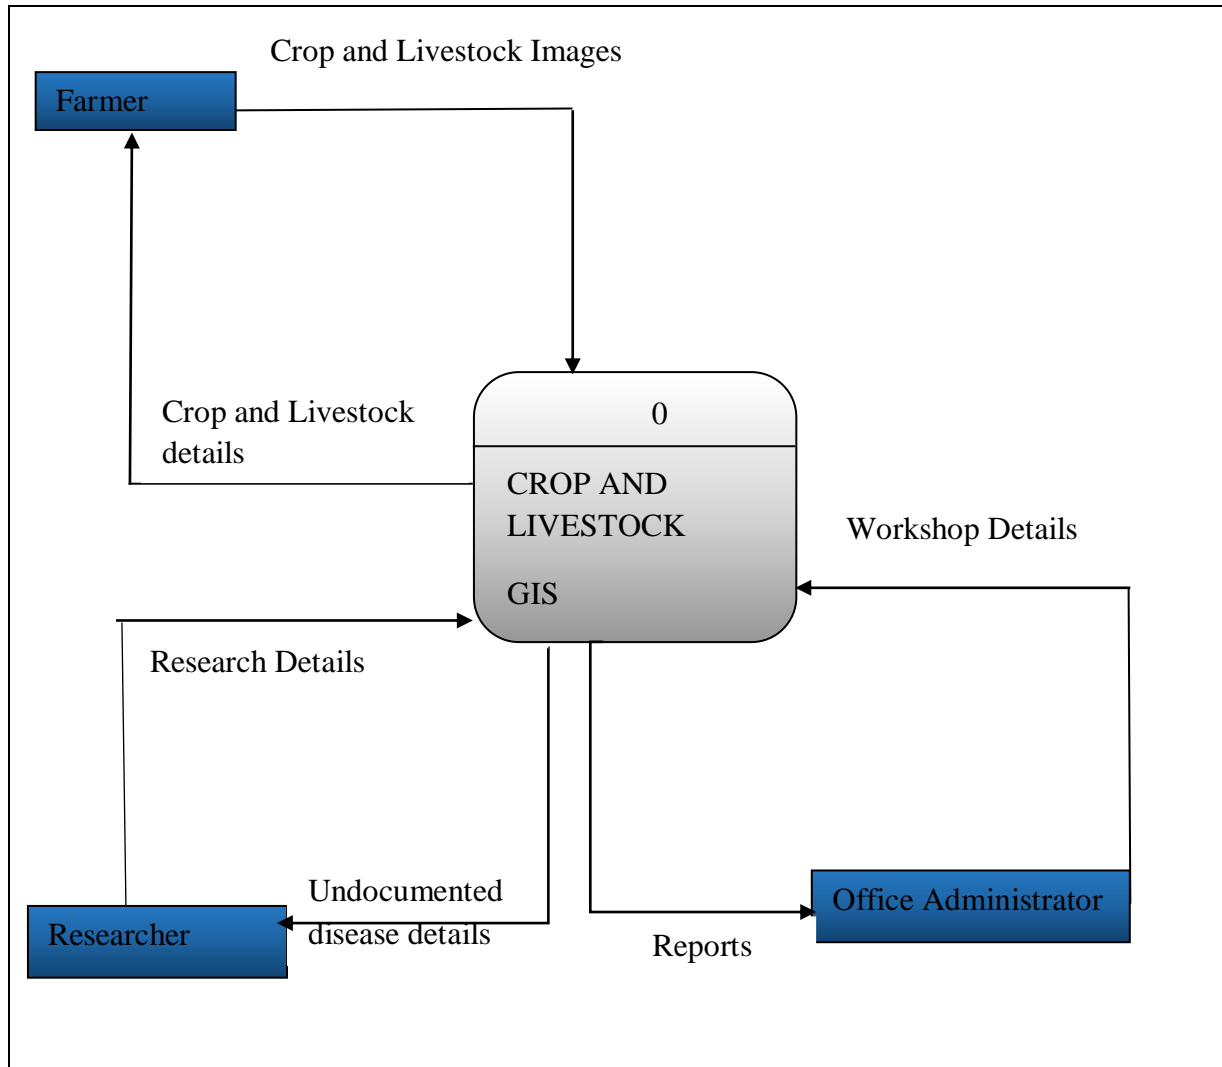 Crop and Livestock Images
Farmer
Crop and Livestock
details
0
CROP AND
LIVESTOCK
GIS
Workshop Details
Research Details
Undocumented
disease details
Researcher
Office Administrator
Reports